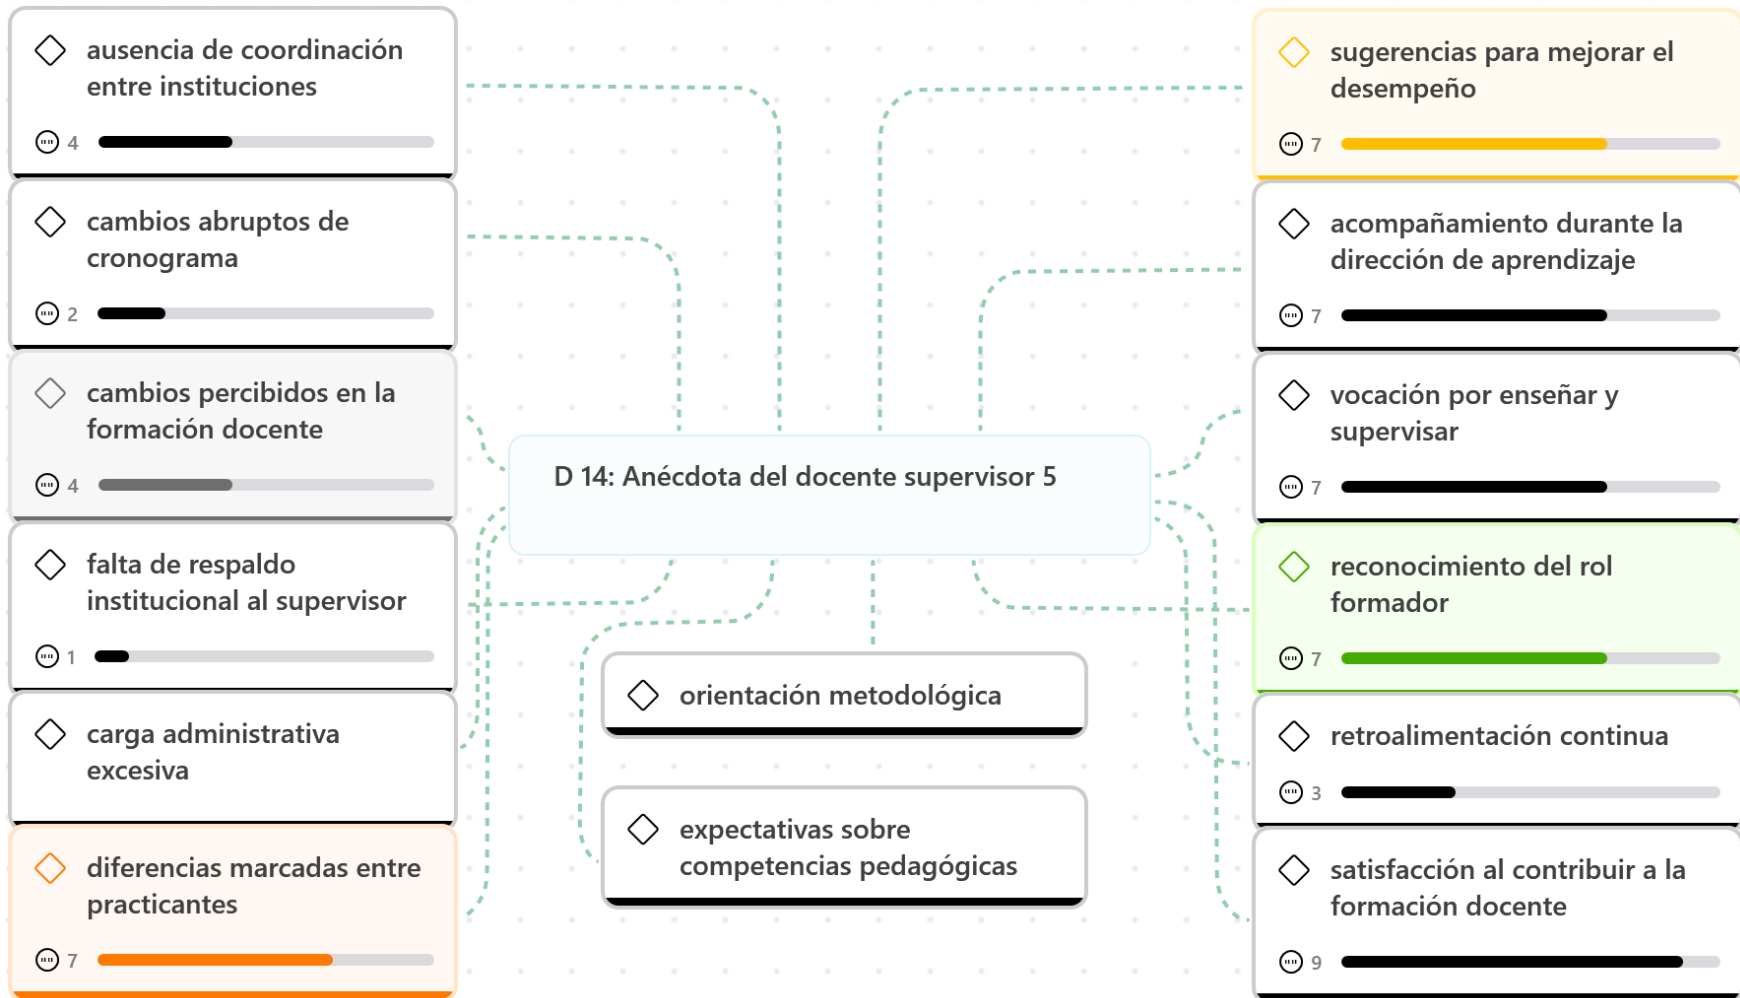 ausencia de coordinación
entre instituciones
4
cambios abruptos de
cronograma
2
cambios percibidos en la
formación docente
4
falta de respaldo
institucional al supervisor
1
carga administrativa
excesiva
diferencias marcadas entre
practicantes
7
D 14: Anécdota del docente supervisor 5
orientación metodológica
expectativas sobre
competencias pedagógicas
sugerencias para mejorar el
desempeño
7
acompañamiento durante la
dirección de aprendizaje
7
vocación por enseñar y
supervisar
7
reconocimiento del rol
formador
7
retroalimentación continua
3
satisfacción al contribuir a la
formación docente
9